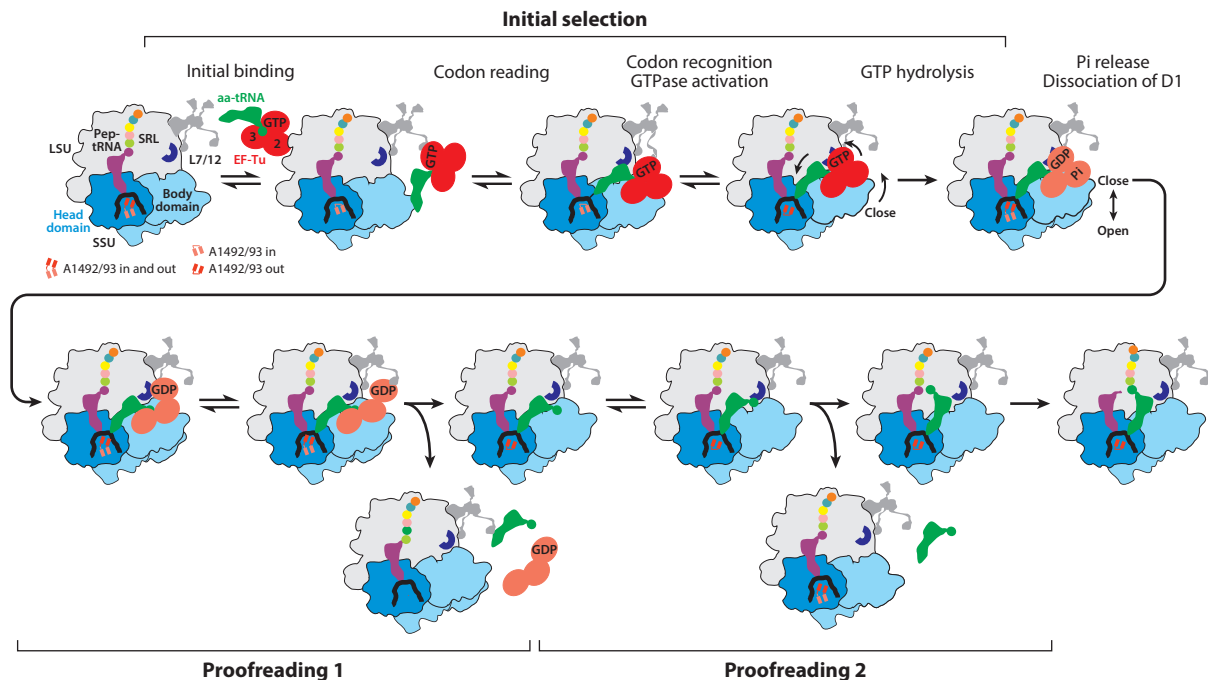 Initial selection
Initial binding
Codon reading
Codon recognition
GTPase activation
GTP hydrolysis
Pi release
Dissociation of D1
aa-tRNA
GTP
3
2
EF-Tu
LSU
Pep-
tRNA
SRL
L7/12
Head
domain
Body
domain
SSU
A1492/93 in and out
A1492/93 in
A1492/93 out
GTP
GTP
GTP
Close
GDP
Pi
Close
Open
GDP
GDP
GDP
Proofreading 1
Proofreading 2